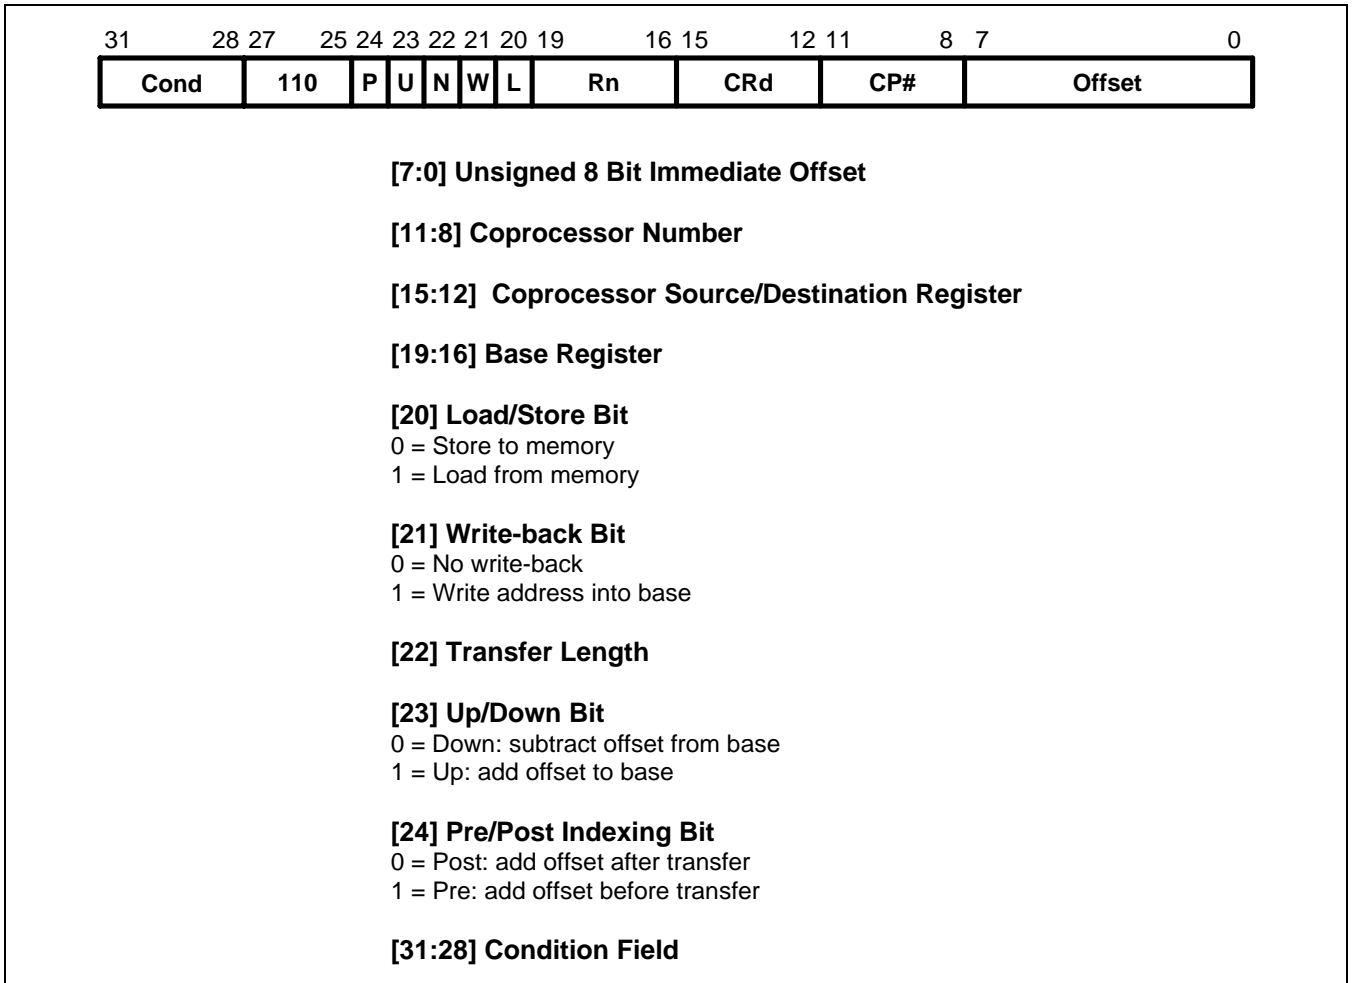 31 28 27 25 24 23 22 21 20 19 16 15 12 11 8 7 0
Cond 110 P U N W L Rn CRd CP# Offset
[7:0] Unsigned 8 Bit Immediate Offset
[11:8] Coprocessor Number
[15:12] Coprocessor Source/Destination Register
[19:16] Base Register
[20] Load/Store Bit
0 = Store to memory
1 = Load from memory
[21] Write-back Bit
0 = No write-back
1 = Write address into base
[22] Transfer Length
[23] Up/Down Bit
0 = Down: subtract offset from base
1 = Up: add offset to base
[24] Pre/Post Indexing Bit
0 = Post: add offset after transfer
1 = Pre: add offset before transfer
[31:28] Condition Field